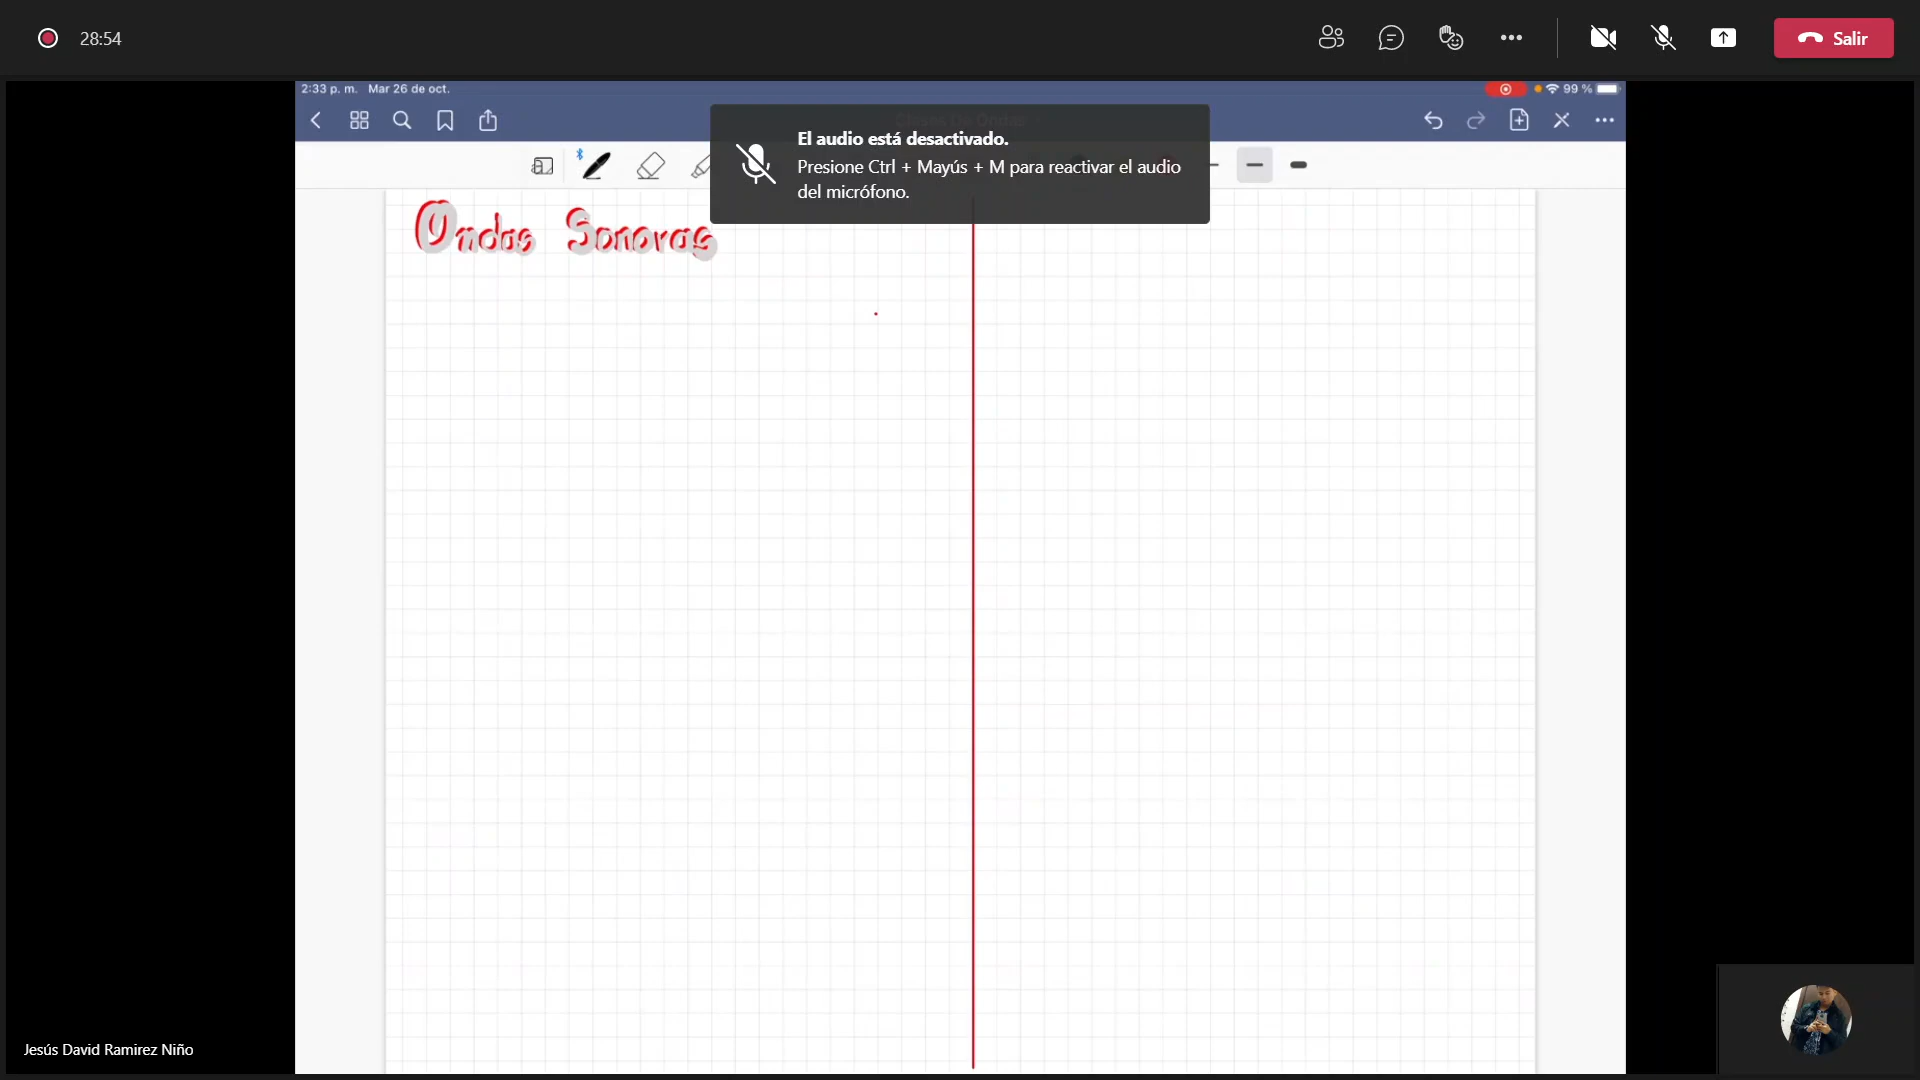 28:54
Salir
2:33 p. m. Mar 26 de oct.
99 %
El audio está desactivado.
Presione Ctrl + Mayús + M para reactivar el audio
del micrófono.
Ondas Sonoras
Jesús David Ramirez Niño